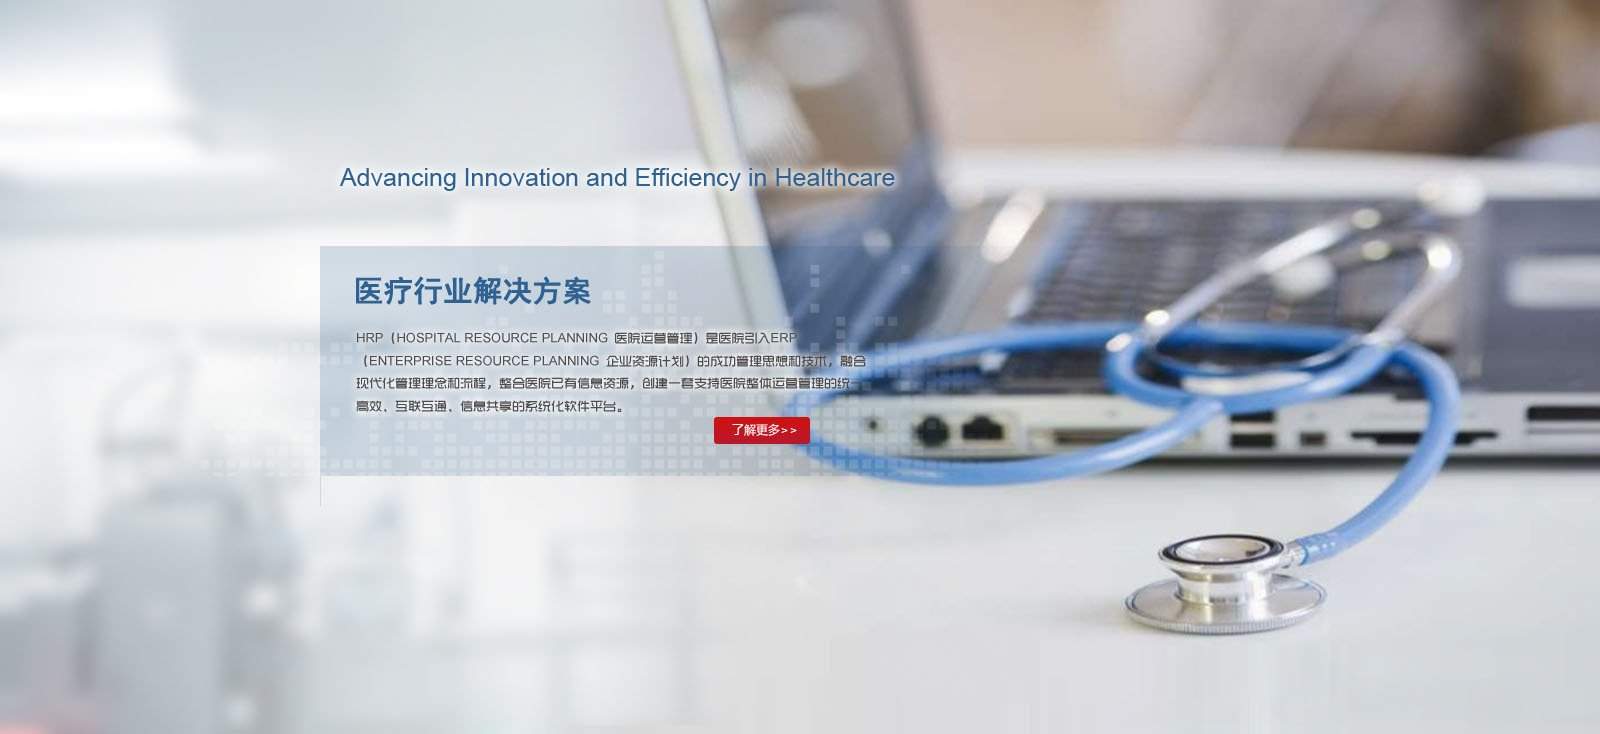 Advancing Innovation and Efficiency in Healthcare
医疗行业解决方案
HRP（HOSPITAL RESOURCE PLANNING 医院运营管理）是医院引入ERP
（ENTERPRISE RESOURCE PLANNING 企业资源计划）的成功管理思想和技术，融合
现代化管理理念和流程，整合医院已有信息资源，创建一套支持医院整体运营管理的统一
高效、互联互通、信息共享的系统化软件平台。
了解更多>>